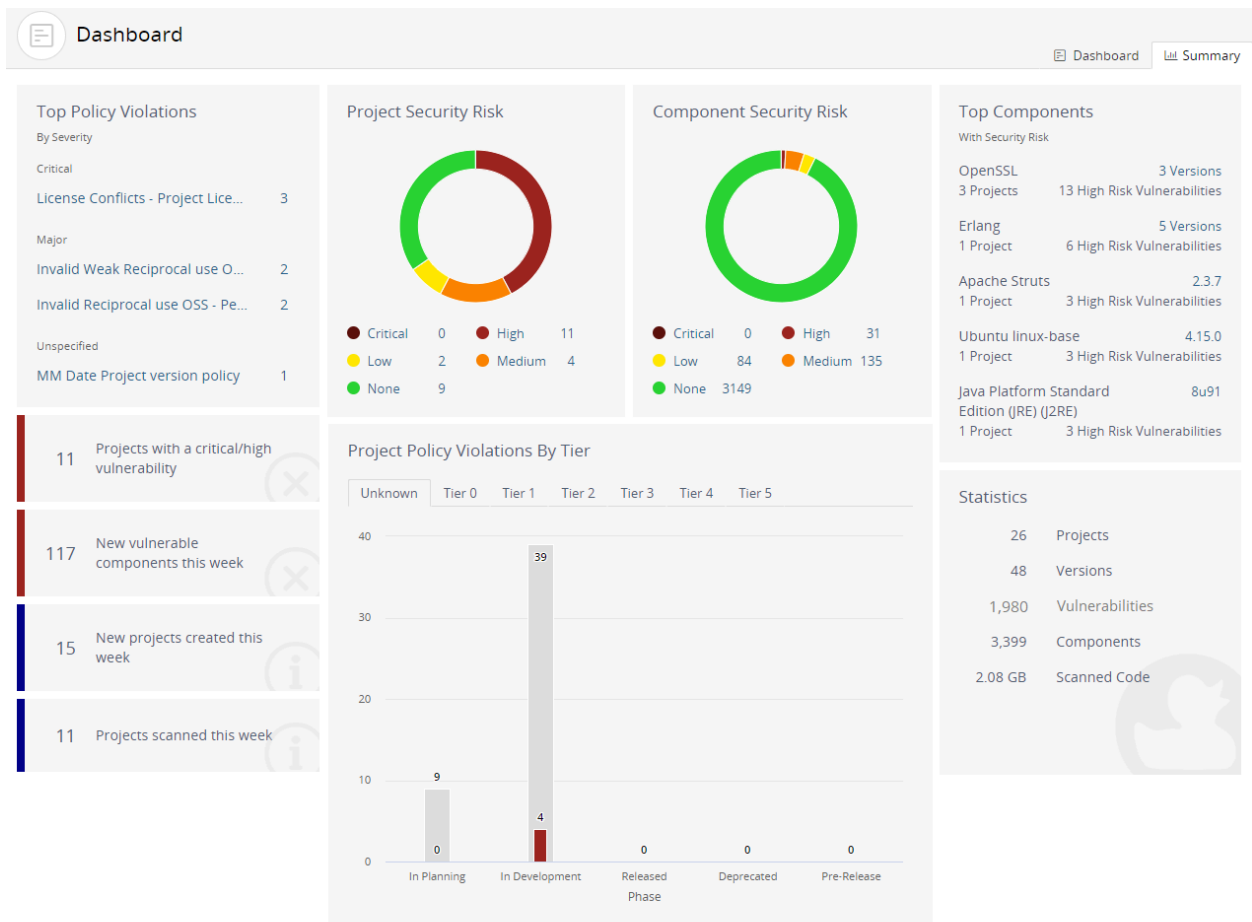 Dashboard
Dashboard
Summary
Top Policy Violations
By Severity
Critical
License Conflicts - Project Lice... 3
Major
Invalid Weak Reciprocal use O... 2
Invalid Reciprocal use OSS - Pe... 2
Unspecified
MM Date Project version policy 1
11 Projects with a critical/high
vulnerability
117 New vulnerable
components this week
15 New projects created this
week
11 Projects scanned this week
Project Security Risk
Critical 0 High 11
Low 2 Medium 4
None 9
Component Security Risk
Critical 0 High 31
Low 84 Medium 135
None 3149
Project Policy Violations By Tier
Unknown Tier 0 Tier 1 Tier 2 Tier 3 Tier 4 Tier 5
40
39
30
20
10
9
4
0 0 0 0 0
In Planning In Development Released Deprecated Pre-Release
Phase
Top Components
With Security Risk
OpenSSL 3 Versions
3 Projects 13 High Risk Vulnerabilities
Erlang 5 Versions
1 Project 6 High Risk Vulnerabilities
Apache Struts 2.3.7
1 Project 3 High Risk Vulnerabilities
Ubuntu linux-base 4.15.0
1 Project 3 High Risk Vulnerabilities
Java Platform Standard 8u91
Edition (JRE) (J2RE)
1 Project 3 High Risk Vulnerabilities
Statistics
26 Projects
48 Versions
1,980 Vulnerabilities
3,399 Components
2.08 GB Scanned Code